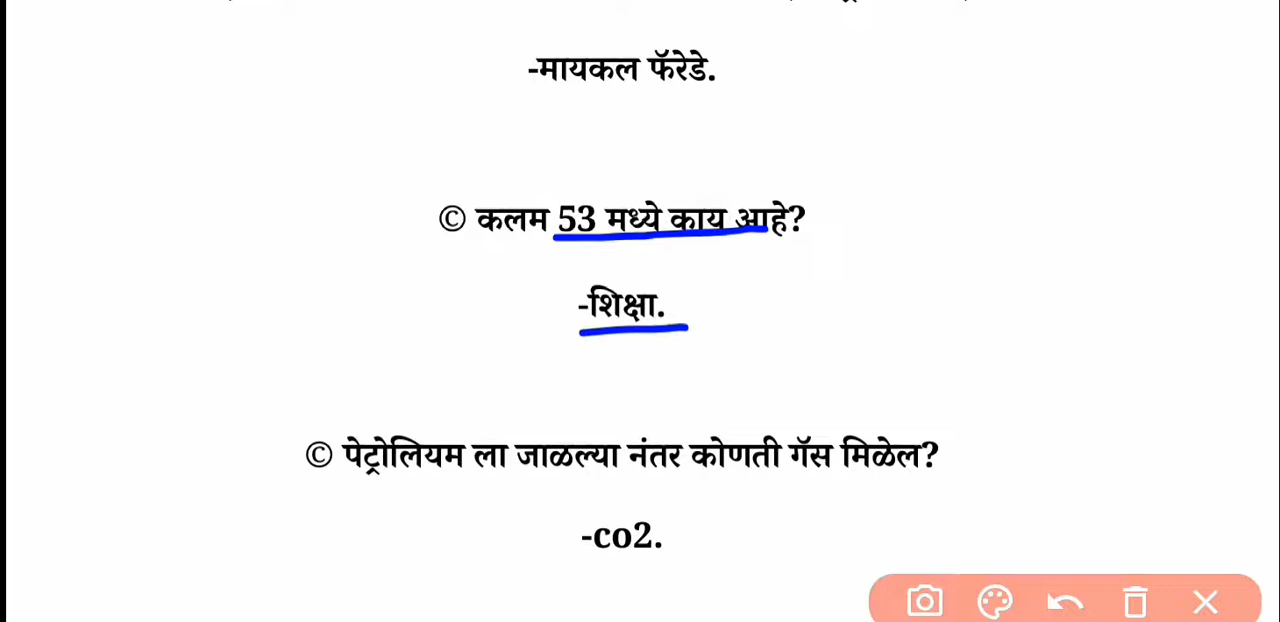 -मायकल फॅरेडे.
© कलम 53 मध्ये काय आहे?
-शिक्षा.
© पेट्रोलियम ला जाळल्या नंतर कोणती गॅस मिळेल?
-co2.